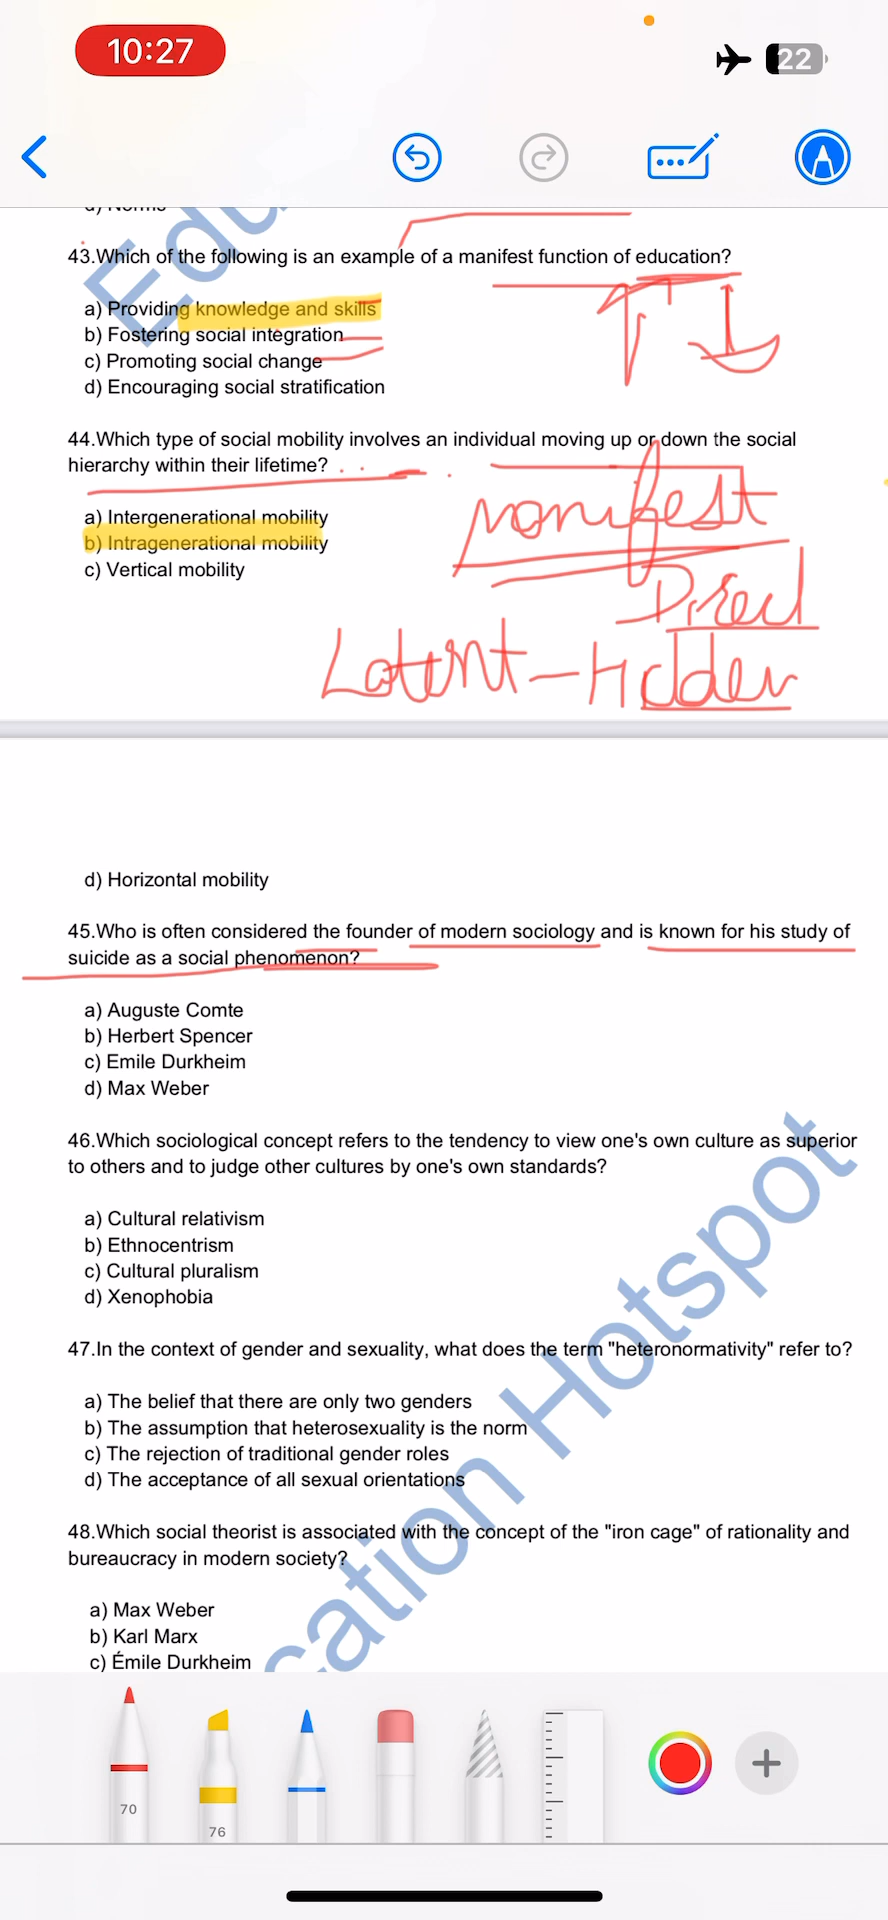 10:27
22
d) Norms
43.Which of the following is an example of a manifest function of education?
a) Providing knowledge and skills
b) Fostering social integration
c) Promoting social change
d) Encouraging social stratification
44.Which type of social mobility involves an individual moving up or down the social
hierarchy within their lifetime?
a) Intergenerational mobility
b) Intragenerational mobility
c) Vertical mobility
manifest
Direct
Latent-Hidden
d) Horizontal mobility
45.Who is often considered the founder of modern sociology and is known for his study of
suicide as a social phenomenon?
a) Auguste Comte
b) Herbert Spencer
c) Emile Durkheim
d) Max Weber
46.Which sociological concept refers to the tendency to view one's own culture as superior
to others and to judge other cultures by one's own standards?
a) Cultural relativism
b) Ethnocentrism
c) Cultural pluralism
d) Xenophobia
47.In the context of gender and sexuality, what does the term "heteronormativity" refer to?
a) The belief that there are only two genders
b) The assumption that heterosexuality is the norm
c) The rejection of traditional gender roles
d) The acceptance of all sexual orientations
48.Which social theorist is associated with the concept of the "iron cage" of rationality and
bureaucracy in modern society?
a) Max Weber
b) Karl Marx
c) Émile Durkheim
Edu
cation Hotspot
70
76